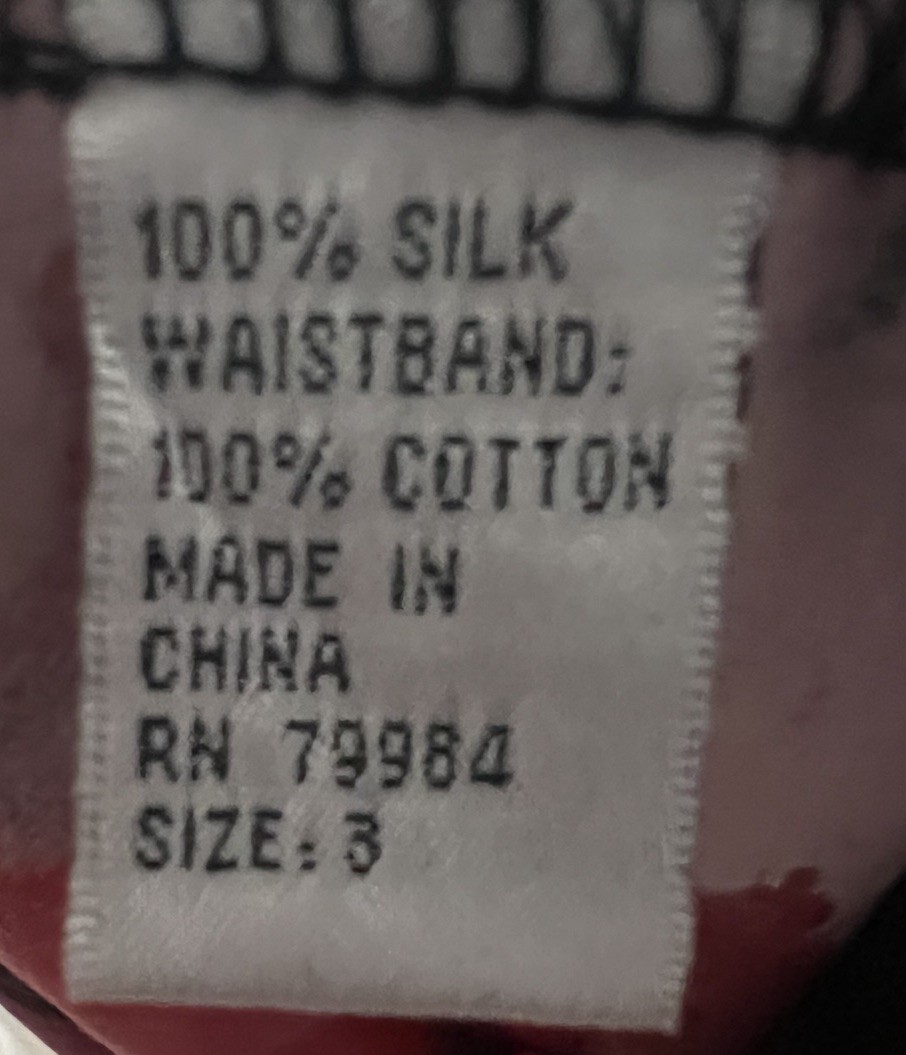 100% SILK
WAISTBAND:
100% COTTON
MADE IN
CHINA
RN 79984
SIZE: 3